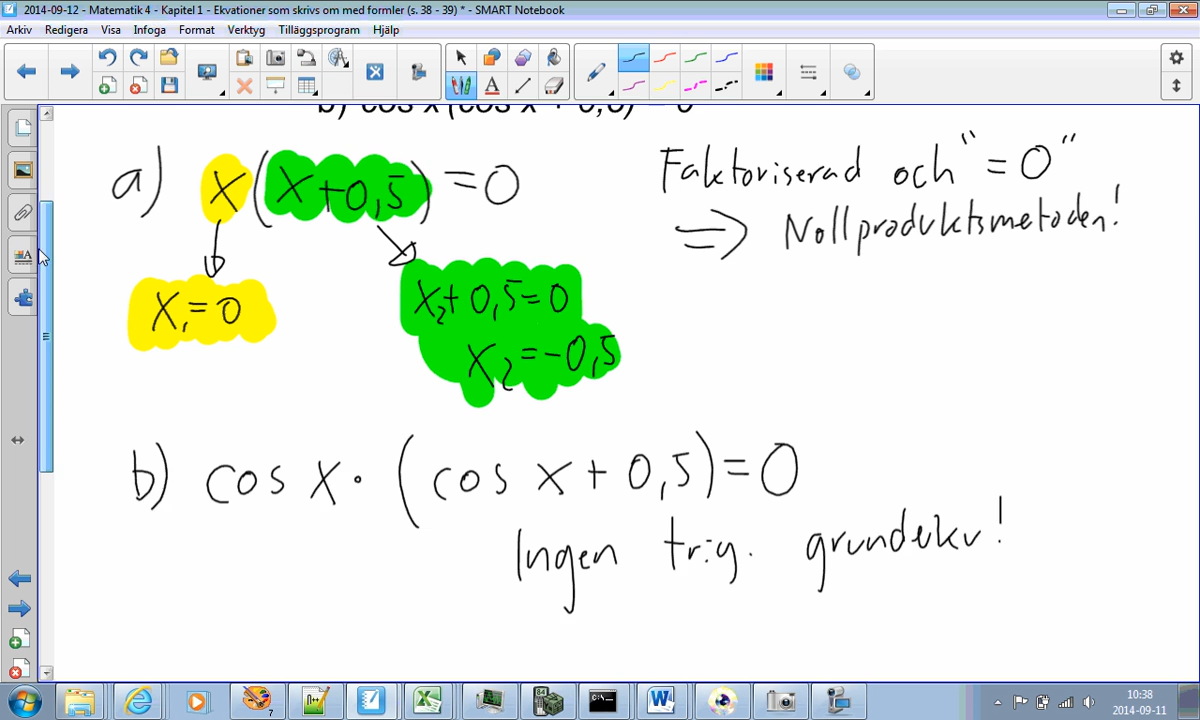 2014-09-12 - Matematik 4 - Kapitel 1 - Ekvationer som skrivs om med formler (s. 38 - 39) * - SMART Notebook
Arkiv Redigera Visa Infoga Format Verktyg Tilläggsprogram Hjälp
a) x(x+0,5)=0
Faktoriserad och "=0"
⇒ Nollproduktsmetoden!
x₁=0
x₂+0,5=0
x₂=-0,5
b) cos x·(cos x+0,5)=0
Ingen trig. grundekv!
10:38
2014-09-11